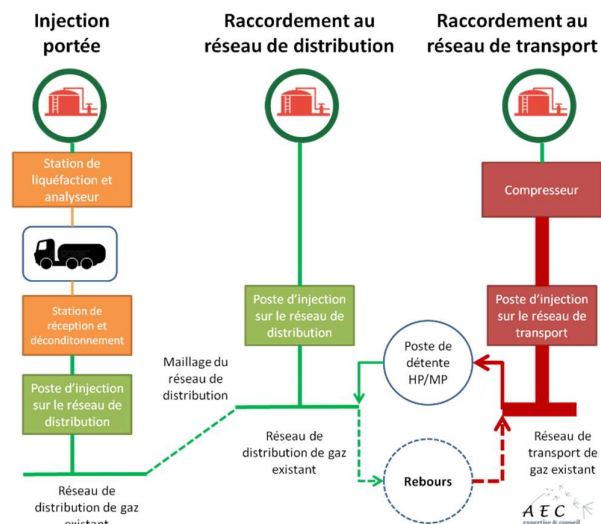 Injection
portée
Raccordement au
réseau de distribution
Raccordement au
réseau de transport
Station de
liquéfaction et
analyseur
Compresseur
Station de
réception et
déconditonnement
Poste d'injection
sur le réseau de
distribution
Poste d'injection
sur le réseau de
distribution
Poste d'injection
sur le réseau de
transport
Maillage du
réseau de
distribution
Poste de
détente
HP/MP
Réseau de
distribution de gaz
existant
Réseau de
distribution de gaz
existant
Rebours
Réseau de
transport de
gaz existant
AEC
expertise & conseil